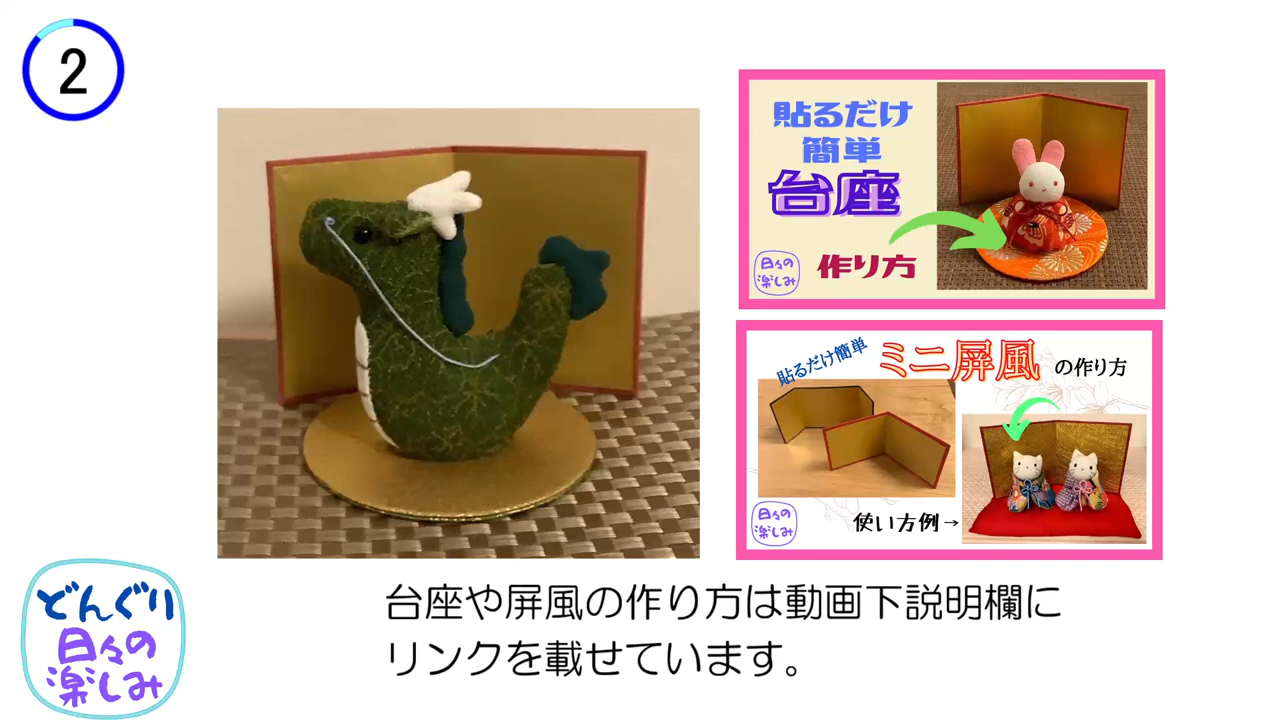 2
貼るだけ
簡単
台座
作り方
日々の
楽しみ
貼るだけ簡単
ミニ屏風
の作り方
使い方例→
日々の
楽しみ
台座や屏風の作り方は動画下説明欄に
リンクを載せています。
どんぐり
日々の
楽しみ